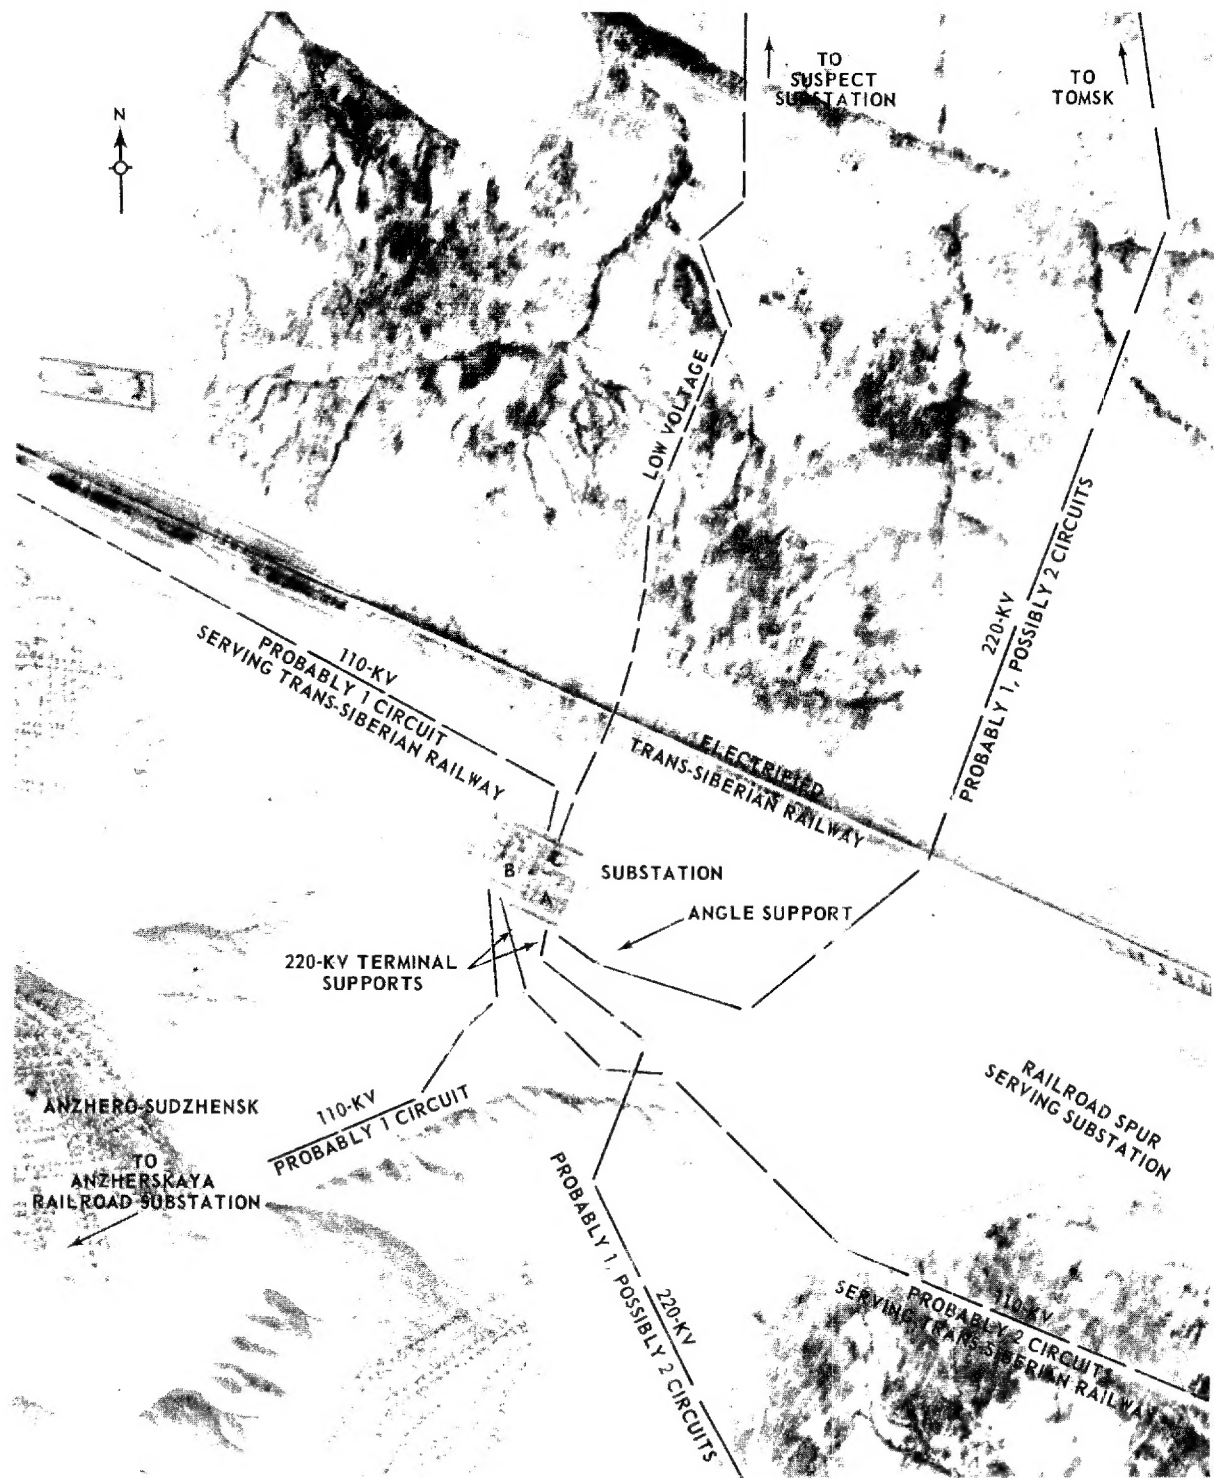 TO
SUSPECT
SUBSTATION
TO
TOMSK
N
LOW VOLTAGE
220-KV
PROBABLY 1, POSSIBLY 2 CIRCUITS
110-KV
PROBABLY 1 CIRCUIT
SERVING TRANS-SIBERIAN RAILWAY
ELECTRIFIED
TRANS-SIBERIAN RAILWAY
B
C
A
SUBSTATION
ANGLE SUPPORT
220-KV TERMINAL
SUPPORTS
RAILROAD SPUR
SERVING SUBSTATION
ANZHERO-SUDZHENSK
110-KV
PROBABLY 1 CIRCUIT
TO
ANZHERSKAYA
RAILROAD SUBSTATION
220-KV
PROBABLY 1, POSSIBLY 2 CIRCUITS
110-KV
PROBABLY 2 CIRCUITS
SERVING TRANS-SIBERIAN RAILWAY